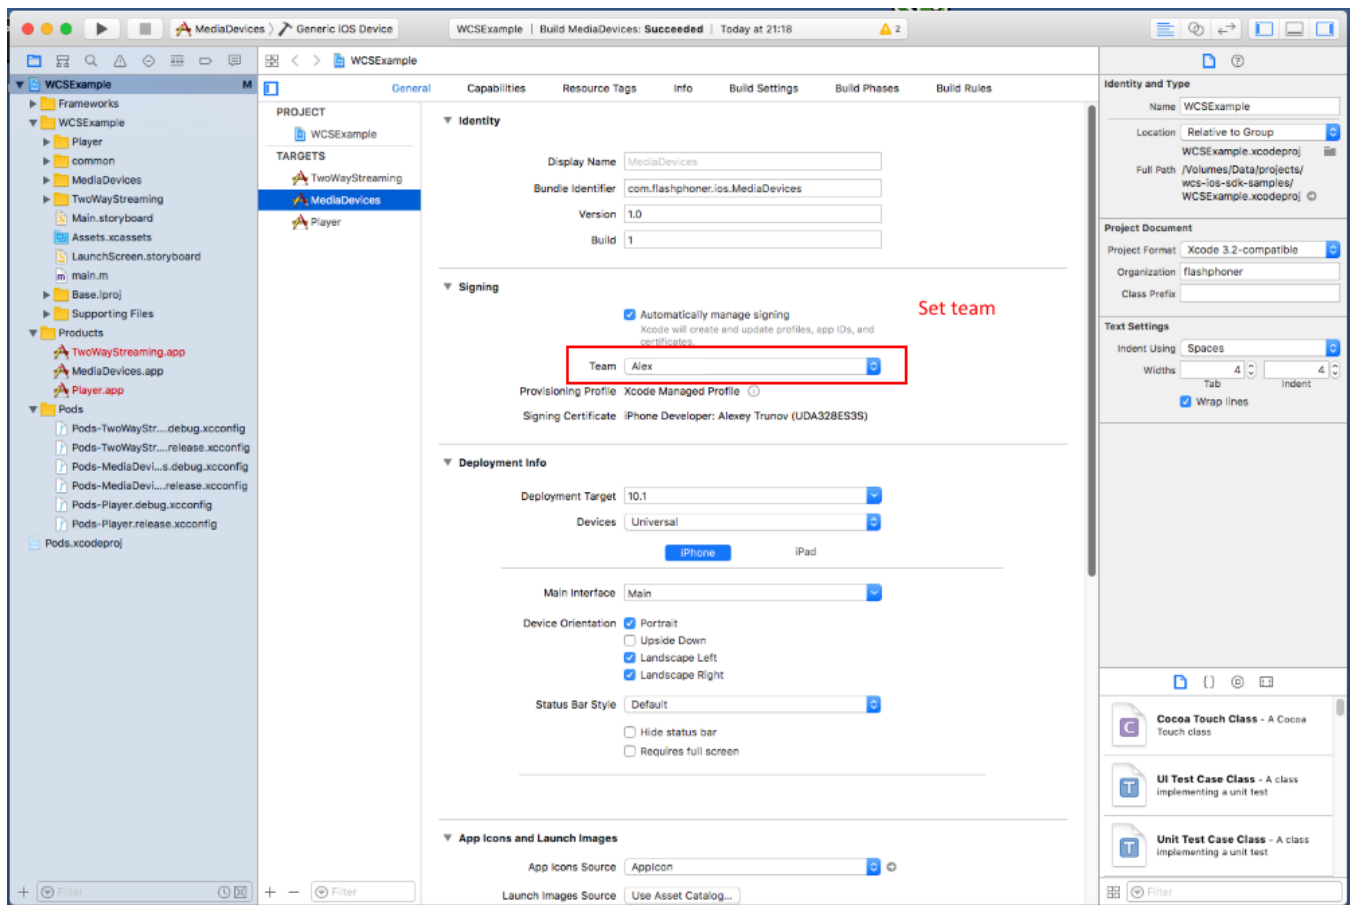 MediaDevices
Generic iOS Device
WCSExample | Build MediaDevices: Succeeded | Today at 21:18
2
WCSExample M
Frameworks
WCSExample
Player
common
MediaDevices
TwoWayStreaming
Main.storyboard
Assets.xcassets
LaunchScreen.storyboard
main.m
Base.lproj
Supporting Files
Products
TwoWayStreaming.app
MediaDevices.app
Player.app
Pods
Pods-TwoWayStr....debug.xcconfig
Pods-TwoWayStr....release.xcconfig
Pods-MediaDevi...s.debug.xcconfig
Pods-MediaDevi....release.xcconfig
Pods-Player.debug.xcconfig
Pods-Player.release.xcconfig
Pods.xcodeproj
Filter
WCSExample
General Capabilities Resource Tags Info Build Settings Build Phases Build Rules
PROJECT
WCSExample
TARGETS
TwoWayStreaming
MediaDevices
Player
Filter
Identity
Display Name MediaDevices
Bundle Identifier com.flashphoner.ios.MediaDevices
Version 1.0
Build 1
Signing
Set team
Automatically manage signing
Xcode will create and update profiles, app IDs, and
certificates.
Team Alex
Provisioning Profile Xcode Managed Profile
Signing Certificate iPhone Developer: Alexey Trunov (UDA328ES3S)
Deployment Info
Deployment Target 10.1
Devices Universal
iPhone iPad
Main Interface Main
Device Orientation Portrait
Upside Down
Landscape Left
Landscape Right
Status Bar Style Default
Hide status bar
Requires full screen
App Icons and Launch Images
App Icons Source AppIcon
Launch Images Source Use Asset Catalog...
Identity and Type
Name WCSExample
Location Relative to Group
WCSExample.xcodeproj
Full Path /Volumes/Data/projects/
wcs-ios-sdk-samples/
WCSExample.xcodeproj
Project Document
Project Format Xcode 3.2-compatible
Organization flashphoner
Class Prefix
Text Settings
Indent Using Spaces
Widths 4 4
Tab Indent
Wrap lines
C
Cocoa Touch Class - A Cocoa
Touch class
T
UI Test Case Class - A class
implementing a unit test
T
Unit Test Case Class - A class
implementing a unit test
Filter